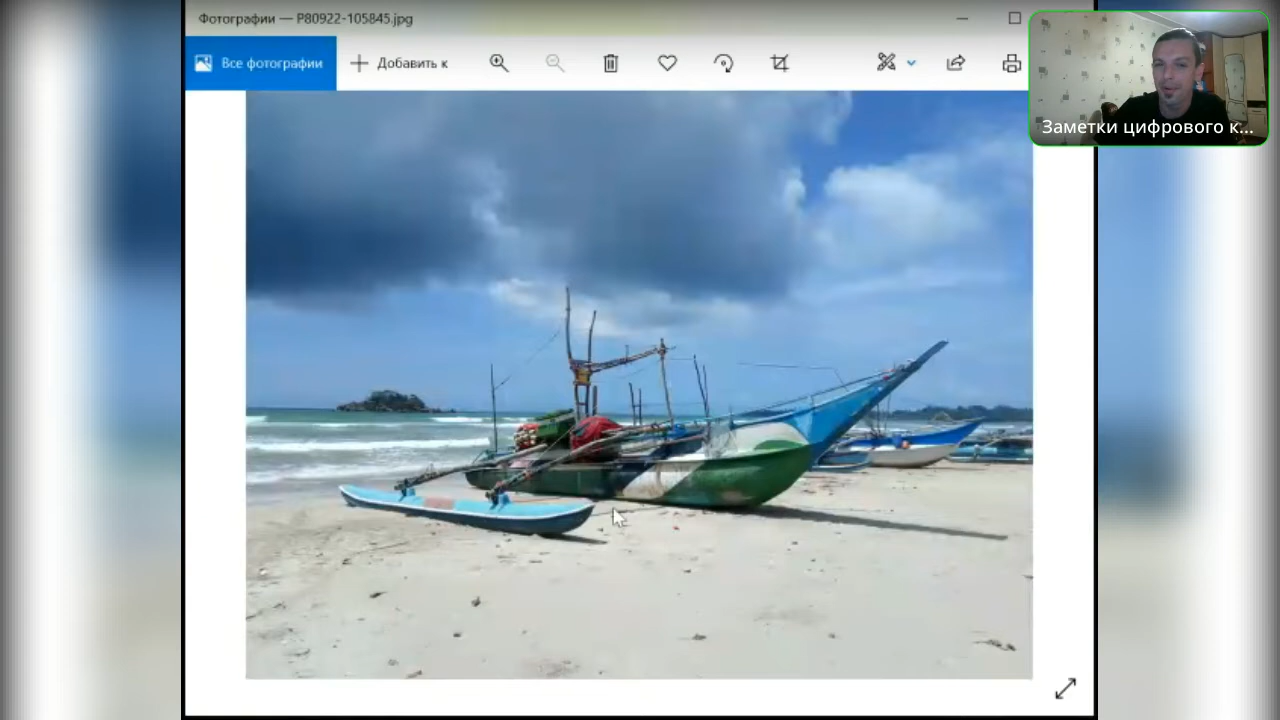 Фотографии — P80922-105845.jpg
Все фотографии
Добавить к
Заметки цифрового к...